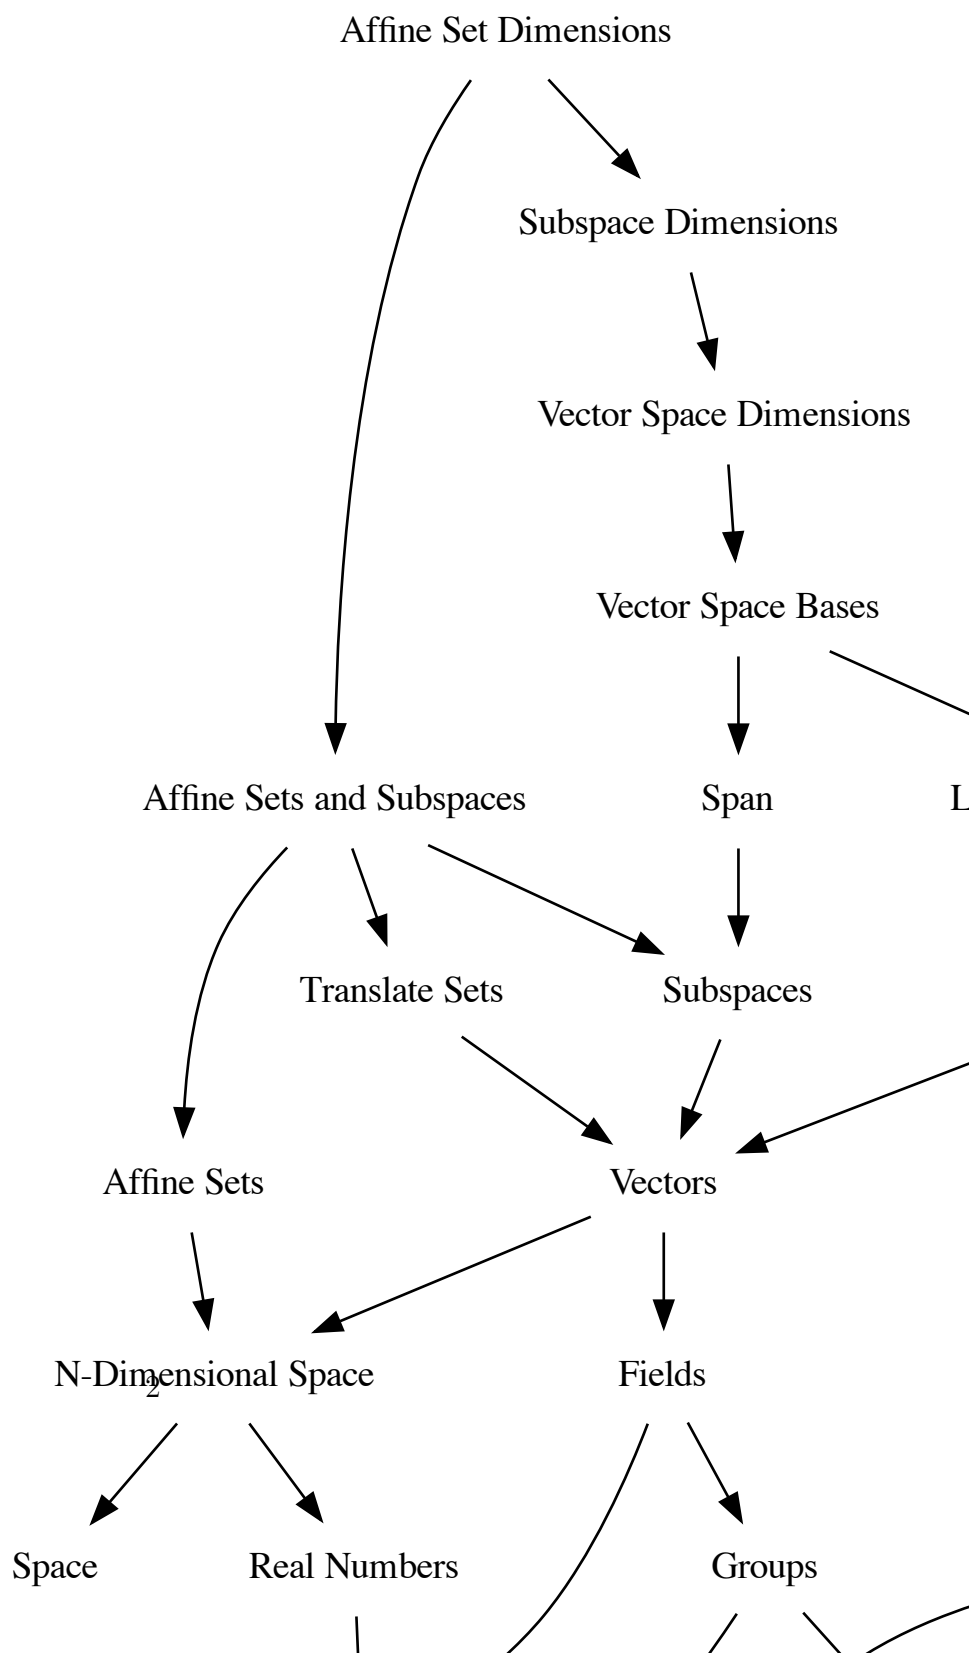 Affine Set Dimensions
Subspace Dimensions
Vector Space Dimensions
Vector Space Bases
Affine Sets and Subspaces
Span
L
Translate Sets
Subspaces
Affine Sets
Vectors
N-Dimensional Space
2
Fields
Space
Real Numbers
Groups